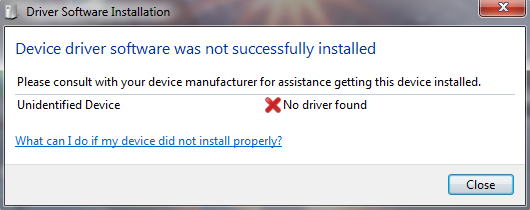 Driver Software Installation
Device driver software was not successfully installed
Please consult with your device manufacturer for assistance getting this device installed.
Unidentified Device No driver found
What can I do if my device did not install properly?
Close